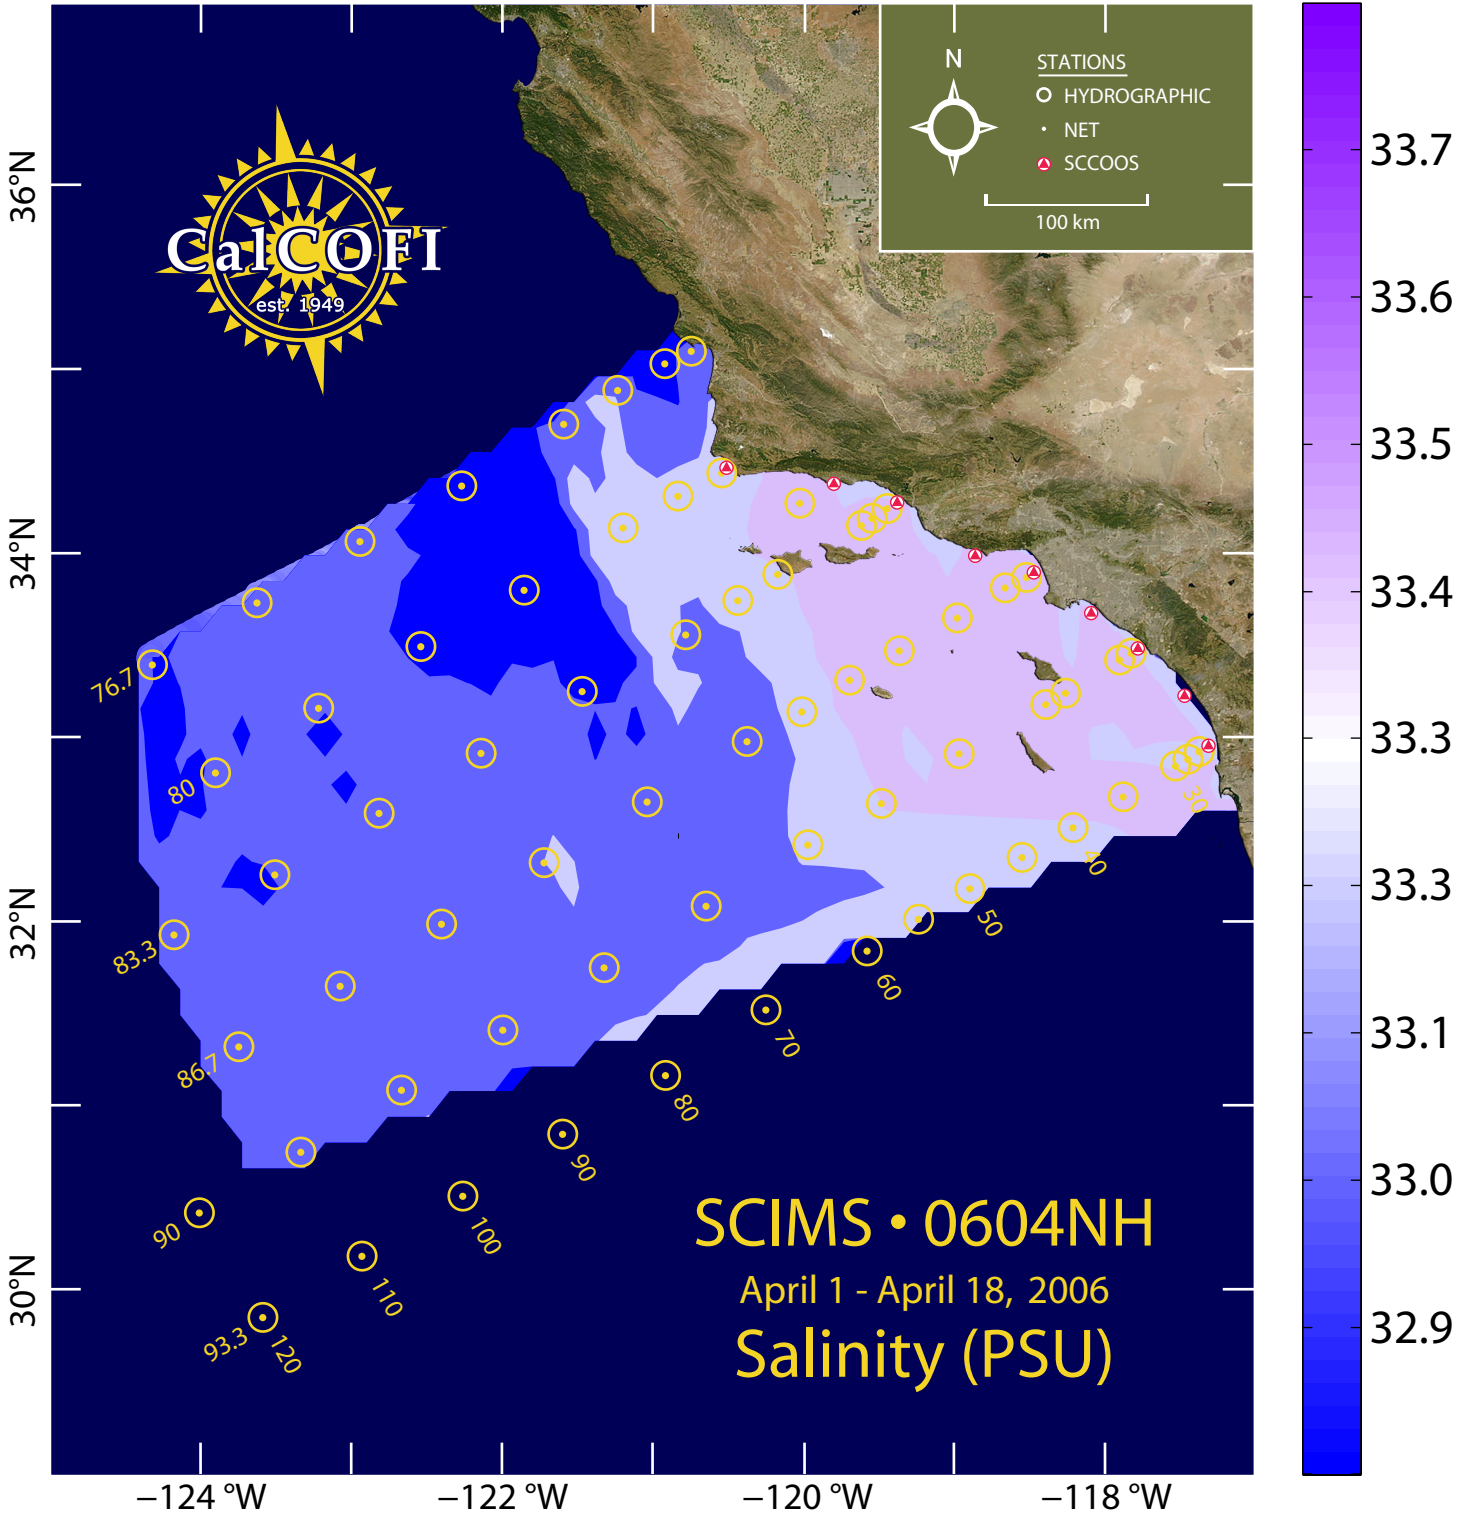 N
STATIONS
HYDROGRAPHIC
NET
SCCOOS
100 km
CalCOFI
est. 1949
36°N
34°N
32°N
30°N
76.7
80
83.3
86.7
90
93.3
120
110
100
90
80
70
60
50
40
30
SCIMS • 0604NH
April 1 - April 18, 2006
Salinity (PSU)
−124 °W
−122 °W
−120 °W
−118 °W
33.7
33.6
33.5
33.4
33.3
33.3
33.1
33.0
32.9